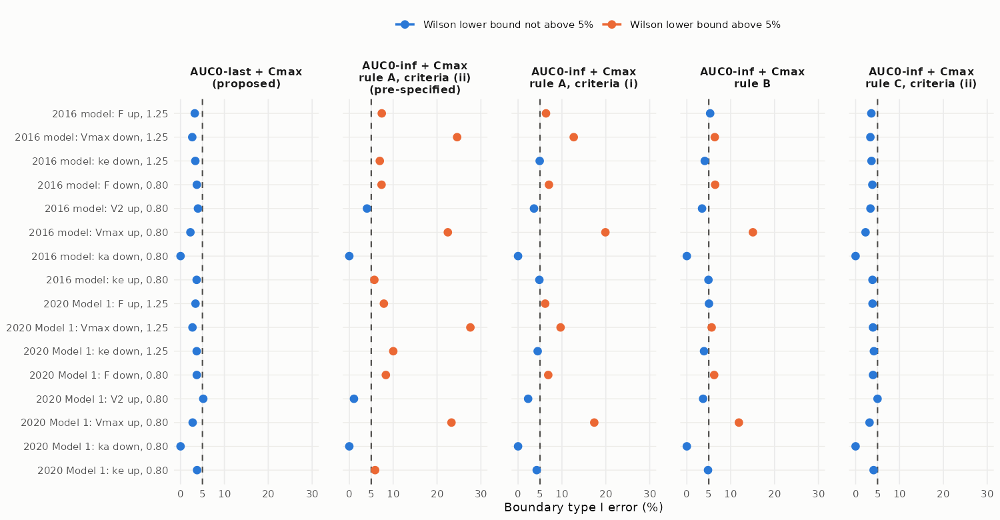 Wilson lower bound not above 5% Wilson lower bound above 5%
AUC0-last + Cmax
(proposed)
AUC0-inf + Cmax
rule A, criteria (ii)
(pre-specified)
AUC0-inf + Cmax
rule A, criteria (i)
AUC0-inf + Cmax
rule B
AUC0-inf + Cmax
rule C, criteria (ii)
2016 model: F up, 1.25
2016 model: Vmax down, 1.25
2016 model: ke down, 1.25
2016 model: F down, 0.80
2016 model: V2 up, 0.80
2016 model: Vmax up, 0.80
2016 model: ka down, 0.80
2016 model: ke up, 0.80
2020 Model 1: F up, 1.25
2020 Model 1: Vmax down, 1.25
2020 Model 1: ke down, 1.25
2020 Model 1: F down, 0.80
2020 Model 1: V2 up, 0.80
2020 Model 1: Vmax up, 0.80
2020 Model 1: ka down, 0.80
2020 Model 1: ke up, 0.80
0 5 10 20 30
0 5 10 20 30
0 5 10 20 30
0 5 10 20 30
0 5 10 20 30
Boundary type I error (%)